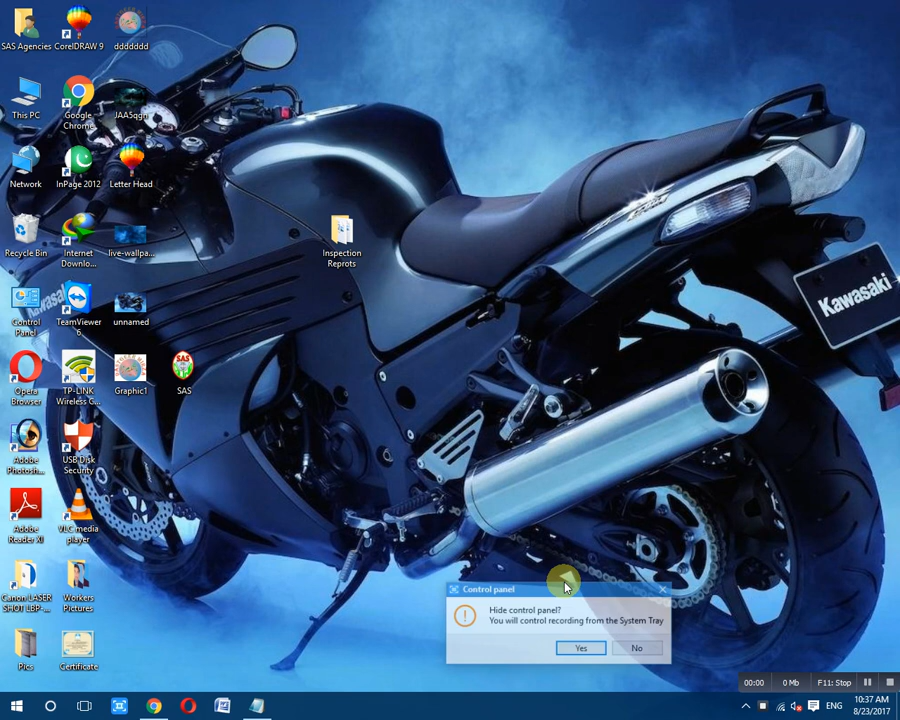 SAS Agencies
CorelDRAW 9
ddddddd
This PC
Google
Chrome
JAA5qgn
Network
InPage 2012
Letter Head
Recycle Bin
Internet
Downlo...
live-wallpa...
Inspection
Reprots
Control
Panel
TeamViewer
6
unnamed
Kawasaki
Opera
Browser
TP-LINK
Wireless C...
Graphic1
SAS
SAS
Adobe
Photosh...
USB Disk
Security
Adobe
Reader XI
VLC media
player
Canon LASER
SHOT LBP-...
Workers
Pictures
Pics
Certificate
Control panel
Hide control panel?
You will control recording from the System Tray
Yes
No
00:00
0 Mb
F11: Stop
ENG
10:37 AM
8/23/2017